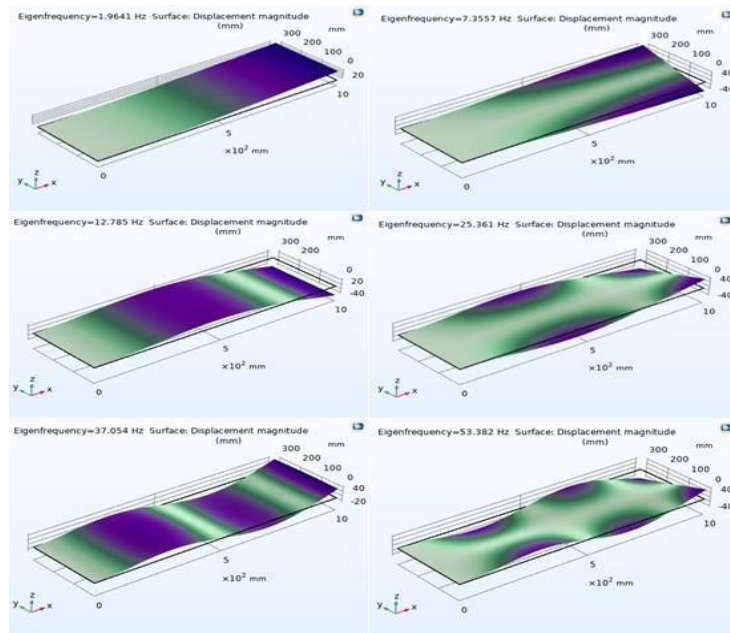 Eigenfrequency=1.9641 Hz Surface: Displacement magnitude
(mm)
mm
300
200
100
0
20
10
5
×10² mm
0
y z x
Eigenfrequency=7.3557 Hz Surface: Displacement magnitude
(mm)
mm
300
200
100
0
40
0
-40
10
5
×10² mm
0
y z x
Eigenfrequency=12.785 Hz Surface: Displacement magnitude
(mm)
mm
300
200
100
0
20
0
-40
10
5
×10² mm
0
y z x
Eigenfrequency=25.361 Hz Surface: Displacement magnitude
(mm)
mm
300
200
100
0
40
0
-40
10
5
×10² mm
0
y z x
Eigenfrequency=37.054 Hz Surface: Displacement magnitude
(mm)
mm
300
200
100
0
40
-20
10
5
×10² mm
0
y z x
Eigenfrequency=53.382 Hz Surface: Displacement magnitude
(mm)
mm
300
200
100
0
40
-40
10
5
×10² mm
0
y z x